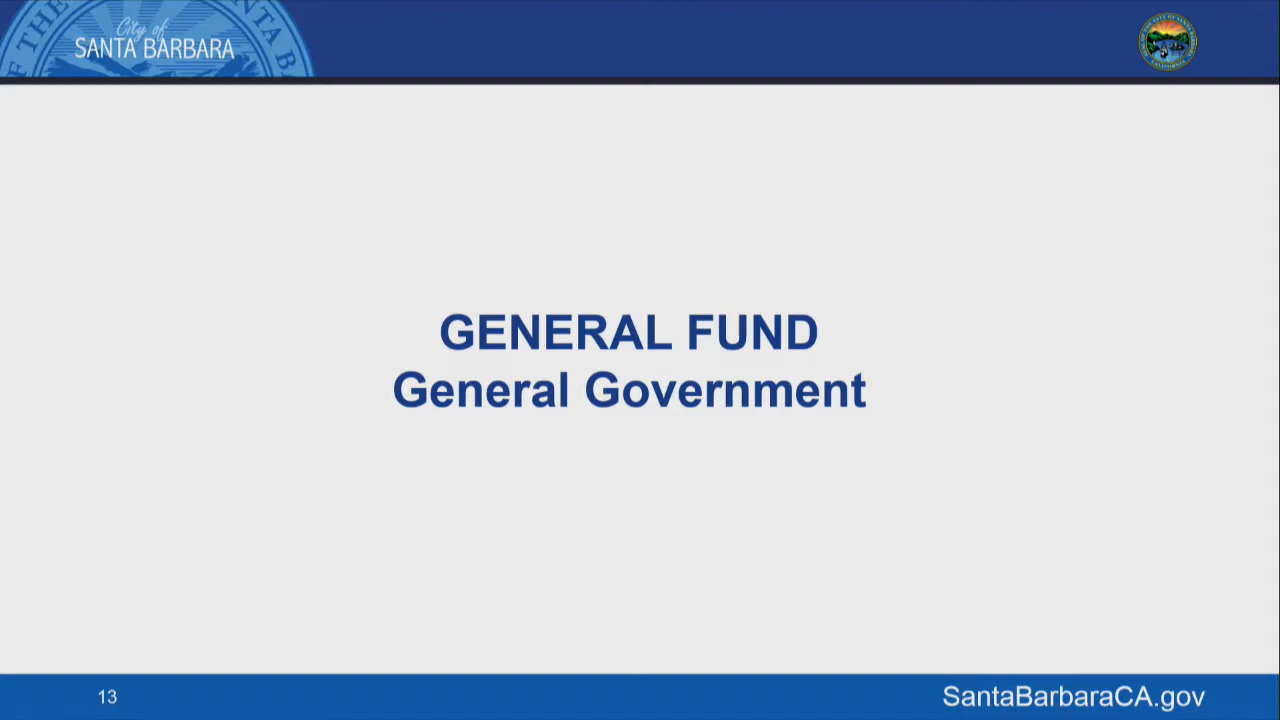 City of
SANTA BARBARA
GENERAL FUND
General Government
13
SantaBarbaraCA.gov